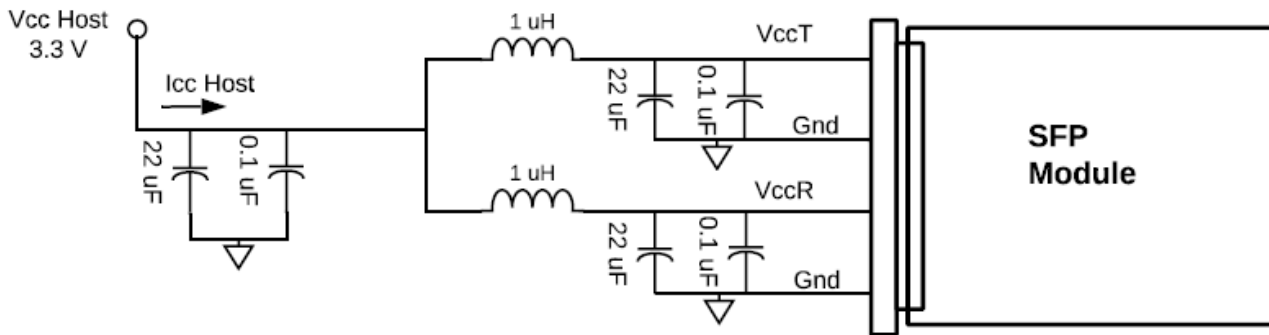 Vcc Host
3.3 V
Icc Host
22 uF
0.1 uF
1 uH
VccT
22 uF
0.1 uF
Gnd
1 uH
VccR
22 uF
0.1 uF
Gnd
SFP
Module